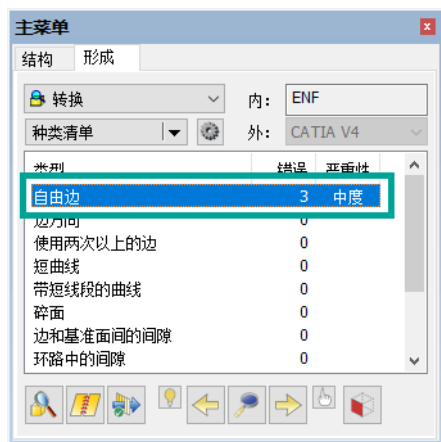 主菜单
结构 形成
转换 内: ENF
种类清单 外: CATIA V4
类型 错误 严重性
自由边 3 中度
边方向 0
使用两次以上的边 0
短曲线 0
带短线段的曲线 0
碎面 0
边和基准面间的间隙 0
环路中的间隙 0